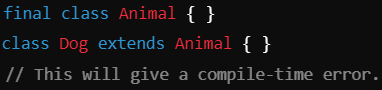 final class Animal { }
class Dog extends Animal { }
// This will give a compile-time error.